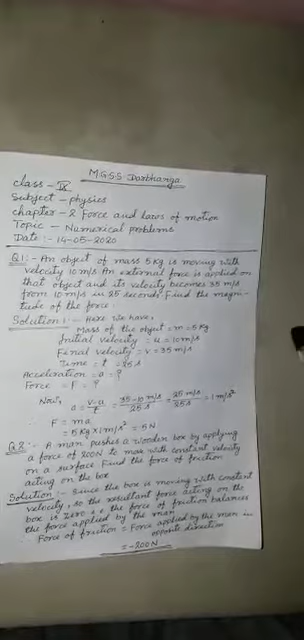 M.G.S.S Darbhanga
class - IX
Subject - physics
chapter - 2 Force and laws of motion
Topic - Numerical problems
Date :- 14-05-2020
Q1:- An object of mass 5 Kg is moving with
velocity 10 m/s An external force is applied on
that object and its velocity becomes 35 m/s
from 10 m/s in 25 seconds. Find the magni-
tude of the force.
Solution:- Here We have,
Mass of the object = m = 5 Kg
Initial velocity = u = 10 m/s
Final velocity = v = 35 m/s
Time = t = 25 s
Acceleration = a = ?
Force = F = ?
Now, a = v-u/t = 35-10 m/s/25 s = 25 m/s/25 s = 1 m/s²
∴ F = ma
= 5 Kg x 1 m/s² = 5 N
Q2:- A man pushes a wooden box by applying
a force of 200N to move with constant velocity
on a surface Find the force of friction
acting on the box
Solution:- Since the box is moving with constant
velocity, so the resultant force acting on the
box is zero i.e the force of friction balances
the force applied by the man
∴ Force of friction = Force applied by the man in
opposite direction
= -200N